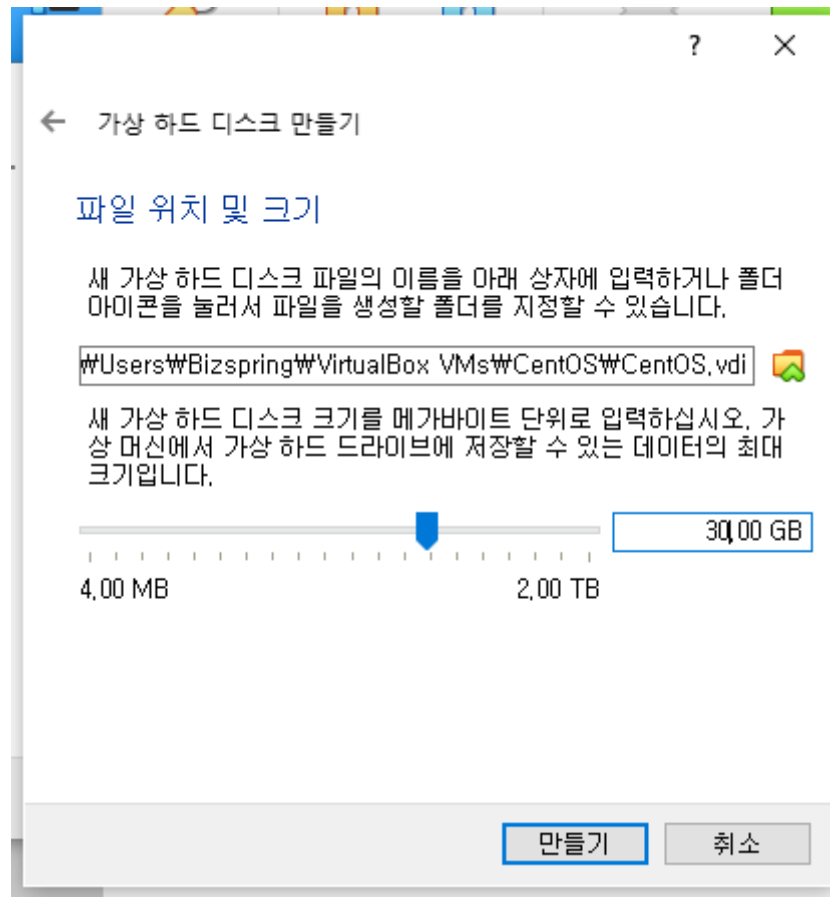 ?
가상 하드 디스크 만들기
파일 위치 및 크기
새 가상 하드 디스크 파일의 이름을 아래 상자에 입력하거나 폴더
아이콘을 눌러서 파일을 생성할 폴더를 지정할 수 있습니다.
₩Users₩Bizspring₩VirtualBox VMs₩CentOS₩CentOS.vdi
새 가상 하드 디스크 크기를 메가바이트 단위로 입력하십시오. 가
상 머신에서 가상 하드 드라이브에 저장할 수 있는 데이터의 최대
크기입니다.
30.00 GB
4.00 MB 2.00 TB
만들기 취소